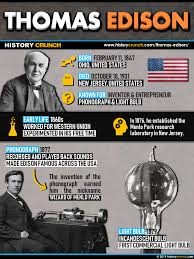 THOMAS EDISON
HISTORY CRUNCH
www.historycrunch.com/thomas-edison/
BORN FEBRUARY 11, 1847
OHIO, UNITED STATES
DIED OCTOBER 18, 1931
NEW JERSEY, UNITED STATES
KNOWN FOR INVENTOR & ENTREPRENEUR
PHONOGRAPH & LIGHT BULB
EARLY LIFE 1860s
WORKED FOR WESTERN UNION
EXPERIMENTED IN HIS FREE TIME
In 1876, he established the
Menlo Park research
laboratory in New Jersey.
PHONOGRAPH 1877
RECORDED AND PLAYED BACK SOUNDS
MADE EDISON FAMOUS ACROSS THE USA
The invention of the
phonograph earned
him the nickname
'WIZARD OF MENLO PARK'
LIGHT BULB
INCANDESCENT BULB
FIRST COMMERCIAL LIGHT BULB